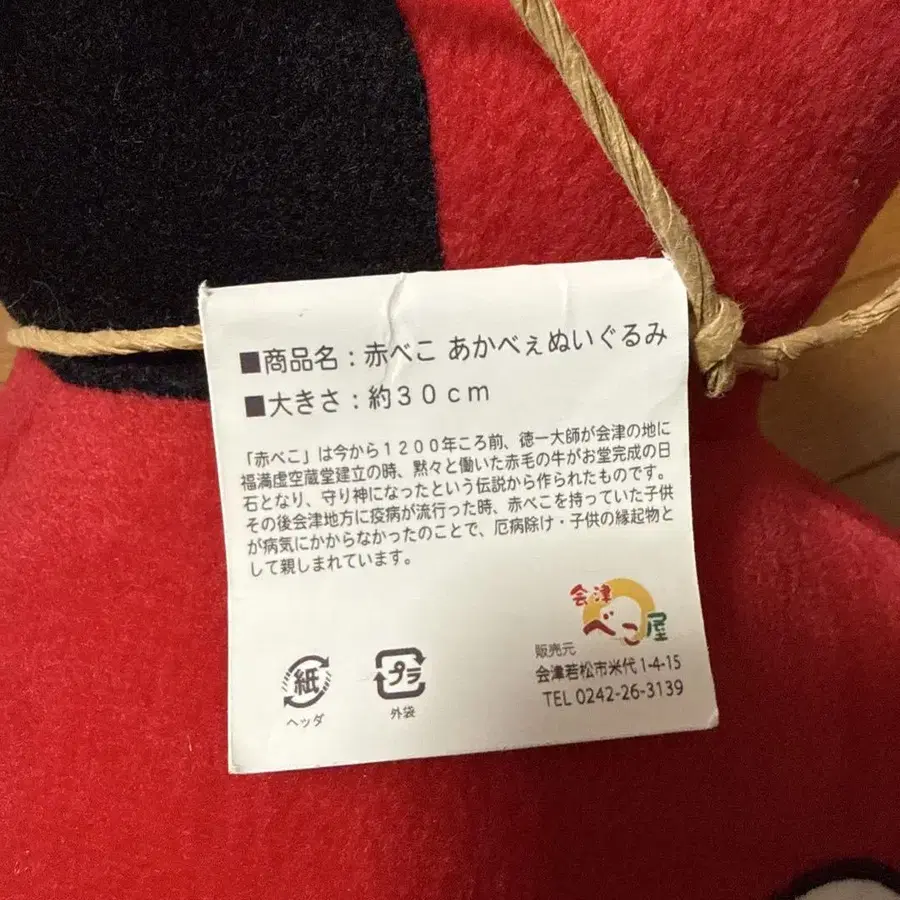 ■商品名：赤べこ あかべぇぬいぐるみ
■大きさ：約３０ｃｍ
「赤べこ」は今から１２００年ころ前、徳一大師が会津の地に
福満虚空蔵堂建立の時、黙々と働いた赤毛の牛がお堂完成の日
石となり、守り神になったという伝説から作られたものです。
その後会津地方に疫病が流行った時、赤べこを持っていた子供
が病気にかからなかったのことで、厄病除け・子供の縁起物と
して親しまれています。
会津
べこ屋
販売元
会津若松市米代1-4-15
TEL 0242-26-3139
紙
ヘッダ
プラ
外袋